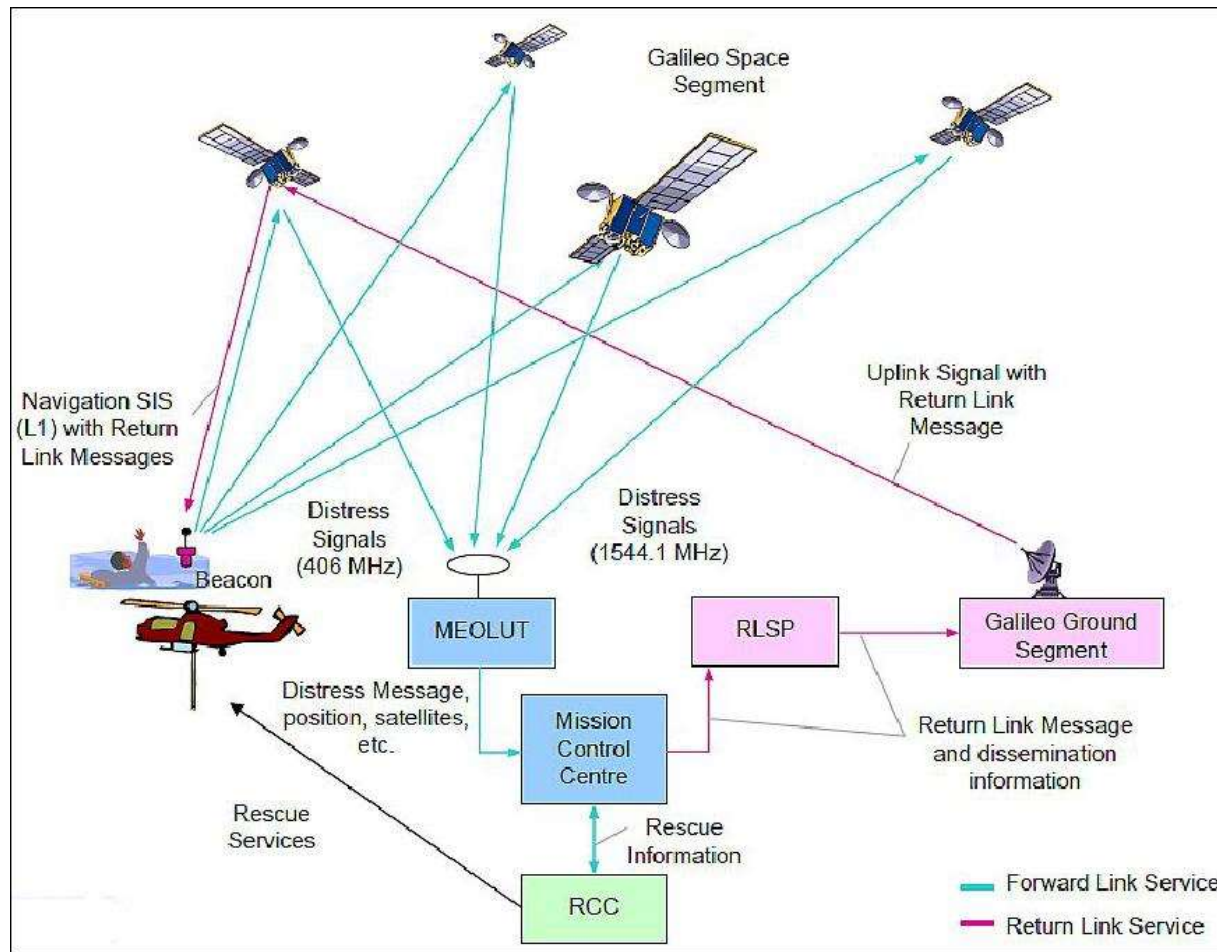 Galileo Space
Segment
Navigation SIS
(L1) with Return
Link Messages
Uplink Signal with
Return Link
Message
Distress
Signals
(406 MHz)
Distress
Signals
(1544.1 MHz)
Beacon
MEOLUT
RLSP
Galileo Ground
Segment
Distress Message,
position, satellites,
etc.
Mission
Control
Centre
Return Link Message
and dissemination
information
Rescue
Services
Rescue
Information
RCC
Forward Link Service
Return Link Service